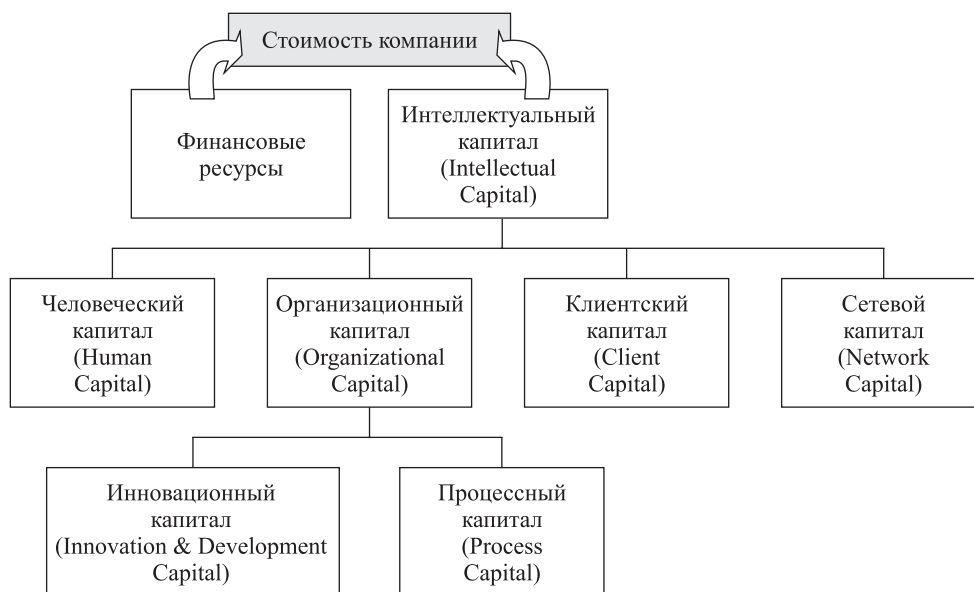 Стоимость компании
Финансовые
ресурсы
Интеллектуальный
капитал
(Intellectual
Capital)
Человеческий
капитал
(Human
Capital)
Организационный
капитал
(Organizational
Capital)
Клиентский
капитал
(Client
Capital)
Сетевой
капитал
(Network
Capital)
Инновационный
капитал
(Innovation & Development
Capital)
Процессный
капитал
(Process
Capital)